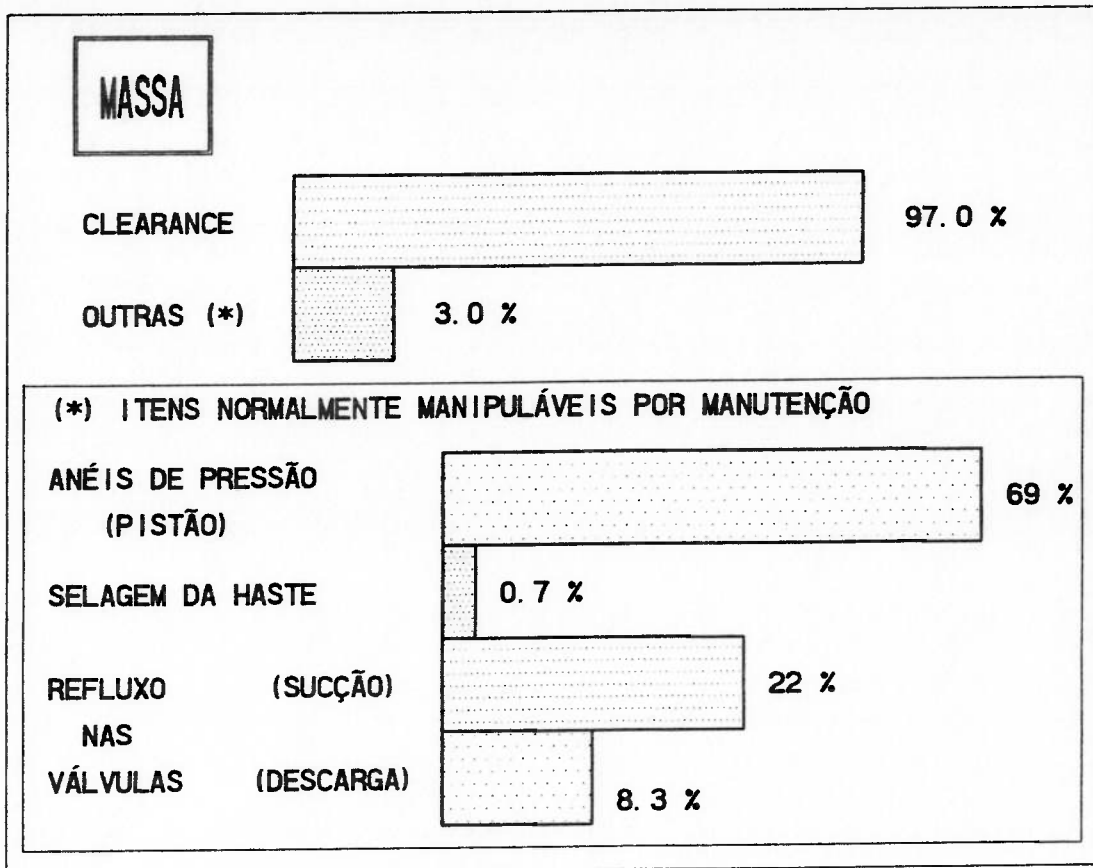 MASSA
CLEARANCE 97.0 %
OUTRAS (*) 3.0 %
(*) ITENS NORMALMENTE MANIPULÁVEIS POR MANUTENÇÃO
ANÉIS DE PRESSÃO 69 %
(PISTÃO)
SELAGEM DA HASTE 0.7 %
REFLUXO (SUCÇÃO) 22 %
NAS
VÁLVULAS (DESCARGA) 8.3 %